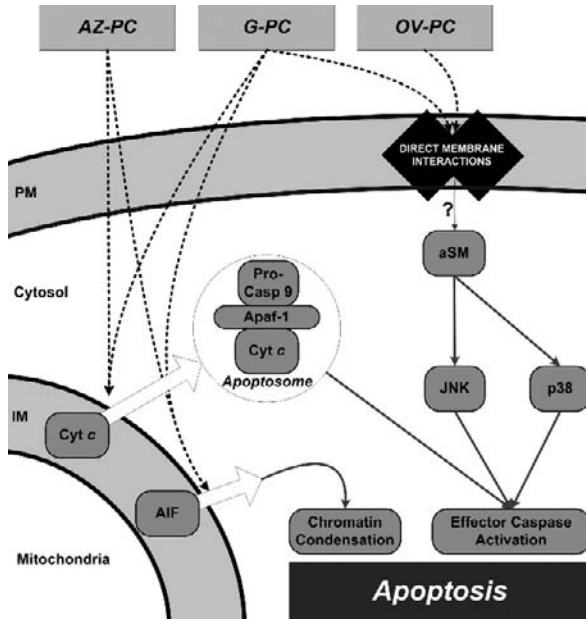 AZ-PC
G-PC
OV-PC
DIRECT MEMBRANE
INTERACTIONS
PM
?
aSM
Cytosol
Pro-
Casp 9
Apaf-1
Cyt c
Apoptosome
JNK
p38
IM
Cyt c
AIF
Chromatin
Condensation
Effector Caspase
Activation
Mitochondria
Apoptosis